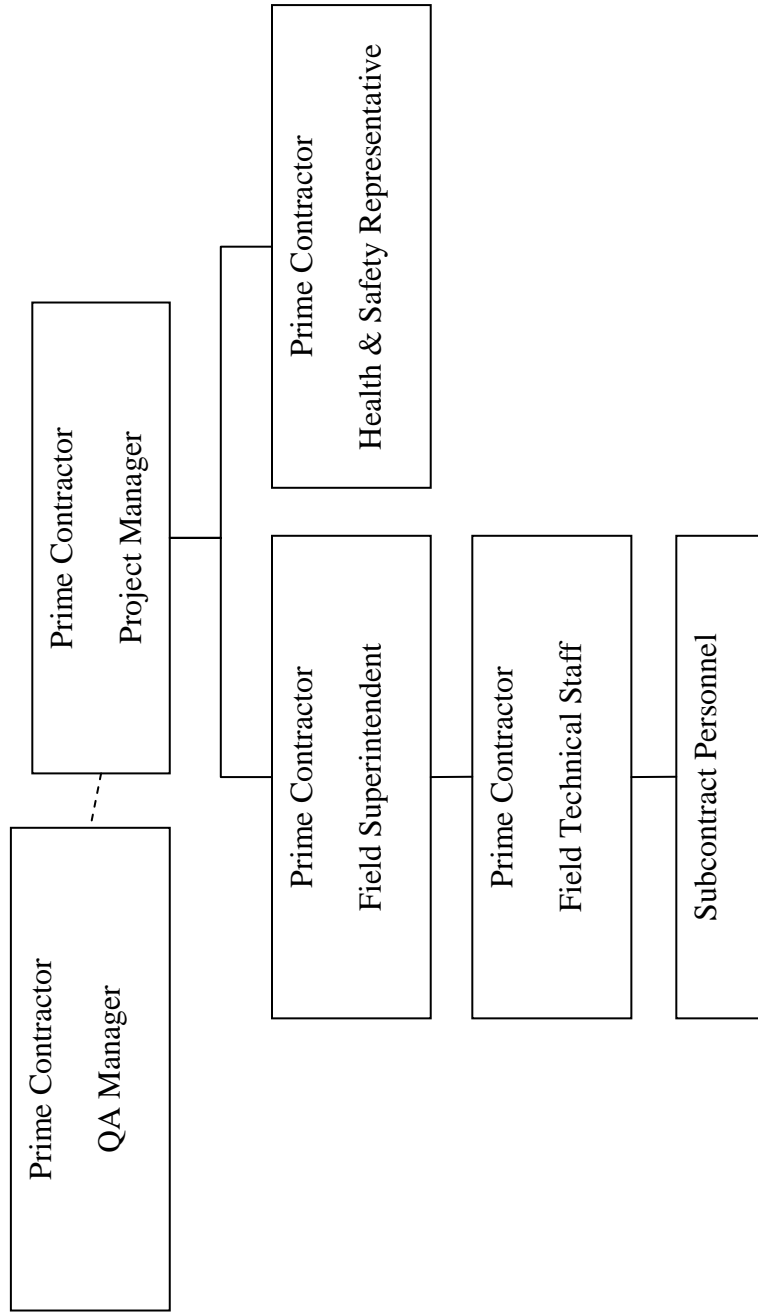 Prime Contractor
QA Manager
Prime Contractor
Project Manager
Prime Contractor
Field Superintendent
Prime Contractor
Health & Safety Representative
Prime Contractor
Field Technical Staff
Subcontract Personnel